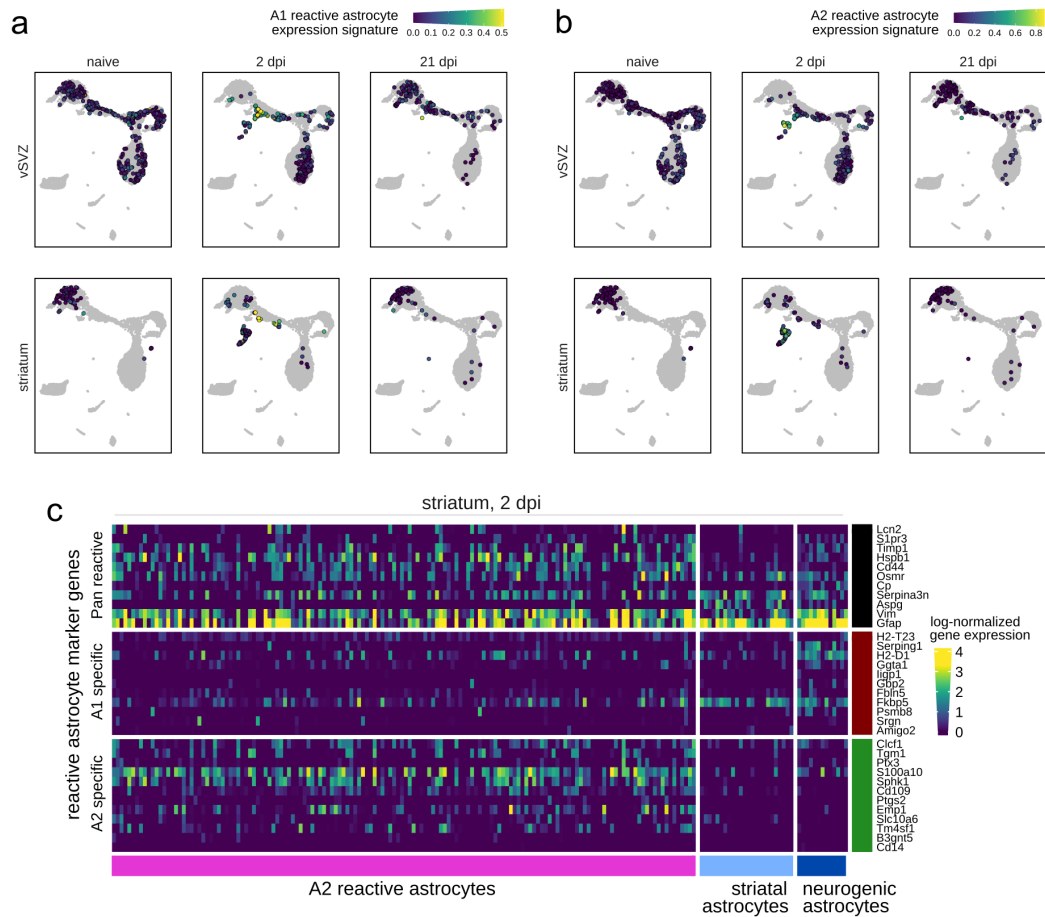 a
A1 reactive astrocyte
expression signature
0.0 0.1 0.2 0.3 0.4 0.5
naive
2 dpi
21 dpi
vSVZ
striatum
b
A2 reactive astrocyte
expression signature
0.0 0.2 0.4 0.6 0.8
naive
2 dpi
21 dpi
vSVZ
striatum
c
striatum, 2 dpi
reactive astrocyte marker genes
Pan reactive
A1 specific
A2 specific
Lcn2
S1pr3
Timp1
Hspb1
Cd44
Osmr
Cp
Serpina3n
Aspg
Vim
Gfap
H2-T23
Serping1
H2-D1
Ggta1
Iigp1
Gbp2
Fbln5
Fkbp5
Psmb8
Srgn
Amigo2
Clcf1
Tgm1
Ptx3
S100a10
Sphk1
Cd109
Ptgs2
Emp1
Slc10a6
Tm4sf1
B3gnt5
Cd14
log-normalized
gene expression
4
3
2
1
0
A2 reactive astrocytes
striatal
astrocytes
neurogenic
astrocytes